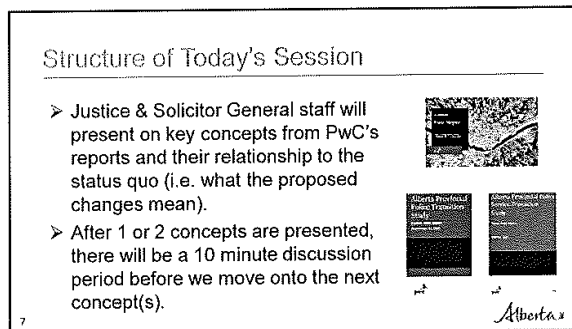 Structure of Today's Session
➢ Justice & Solicitor General staff will
present on key concepts from PwC's
reports and their relationship to the
status quo (i.e. what the proposed
changes mean).
➢ After 1 or 2 concepts are presented,
there will be a 10 minute discussion
period before we move onto the next
concept(s).
Alberta Provincial
Police Transition
Study
Alberta Provincial Police
Service Transition
Study
7
Alberta